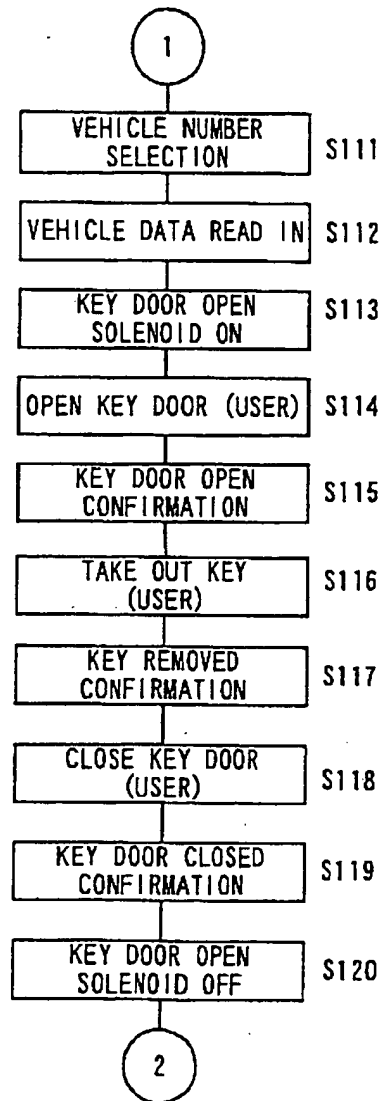 1
VEHICLE NUMBER
SELECTION
S111
VEHICLE DATA READ IN
S112
KEY DOOR OPEN
SOLENOID ON
S113
OPEN KEY DOOR (USER)
S114
KEY DOOR OPEN
CONFIRMATION
S115
TAKE OUT KEY
(USER)
S116
KEY REMOVED
CONFIRMATION
S117
CLOSE KEY DOOR
(USER)
S118
KEY DOOR CLOSED
CONFIRMATION
S119
KEY DOOR OPEN
SOLENOID OFF
S120
2